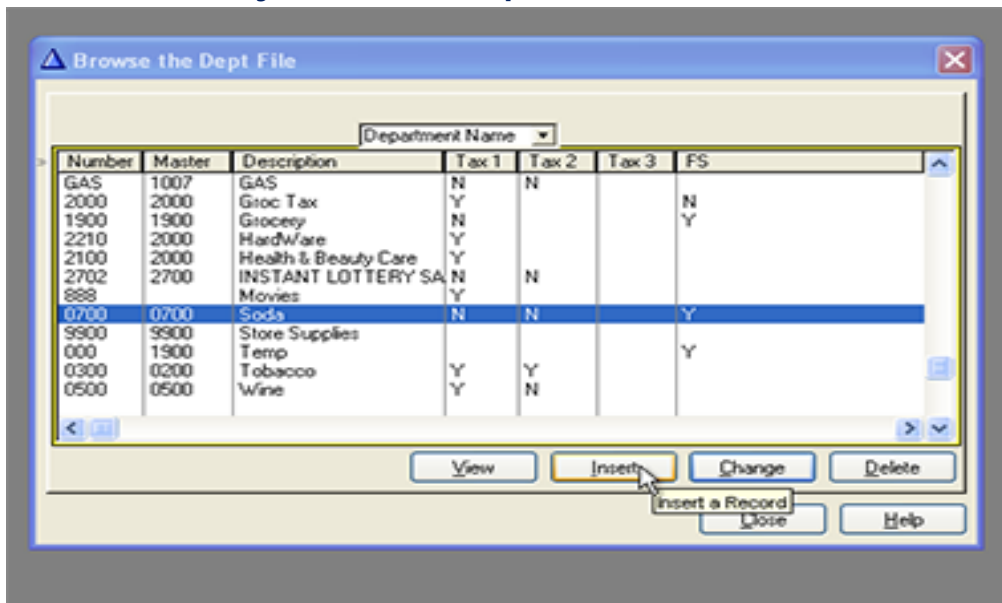 Browse the Dept File
Department Name
Number Master Description Tax 1 Tax 2 Tax 3 FS
GAS 1007 GAS N N
2000 2000 Groc Tax Y N
1900 1900 Grocery N Y
2210 2000 HardWare Y
2100 2000 Health & Beauty Care Y
2702 2700 INSTANT LOTTERY SA N N
888 Movies Y
0700 0700 Soda N N Y
9900 9900 Store Supplies
000 1900 Temp Y
0300 0200 Tobacco Y Y
0500 0500 Wine Y N
View Insert Change Delete
Insert a Record
Close Help